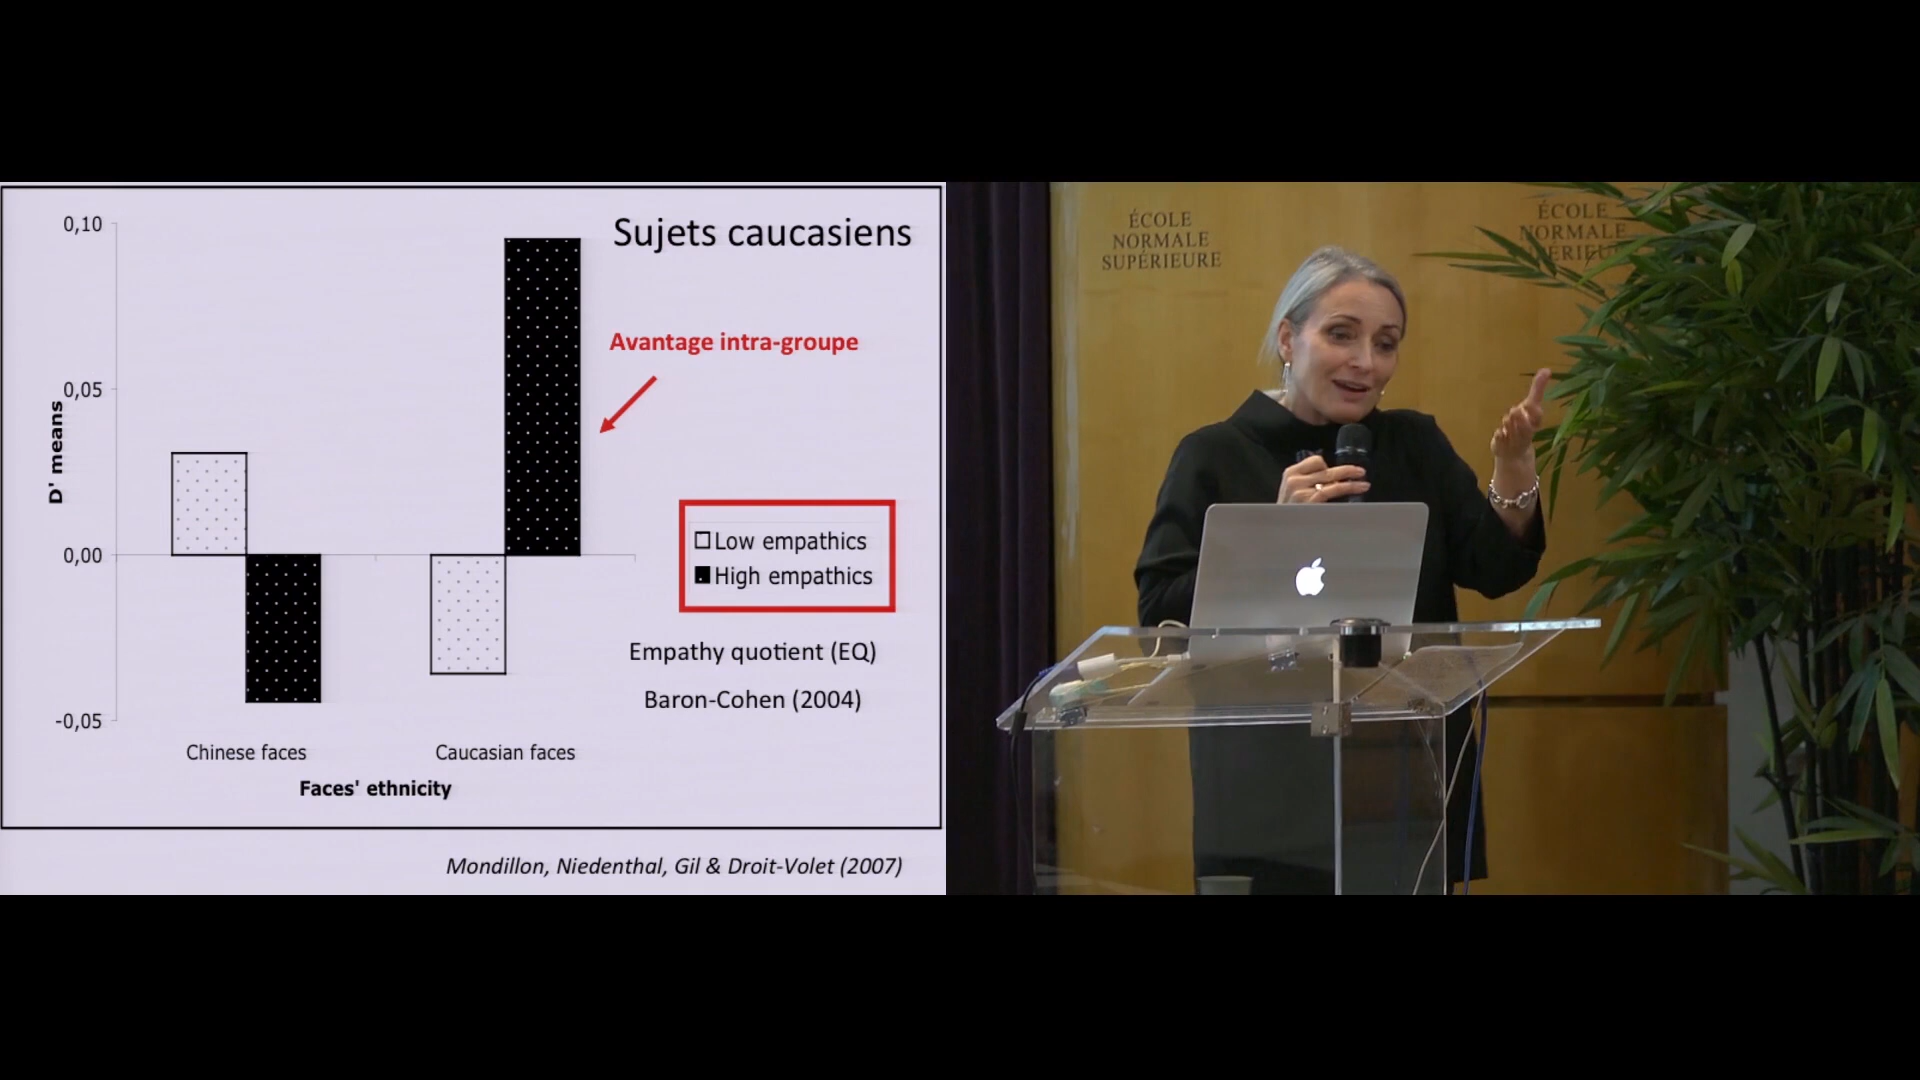 Sujets caucasiens
0,10
0,05
0,00
-0,05
D' means
Avantage intra-groupe
Low empathics
High empathics
Empathy quotient (EQ)
Baron-Cohen (2004)
Chinese faces
Caucasian faces
Faces' ethnicity
Mondillon, Niedenthal, Gil & Droit-Volet (2007)
ÉCOLE
NORMALE
SUPÉRIEURE
ÉCOLE
NORMALE